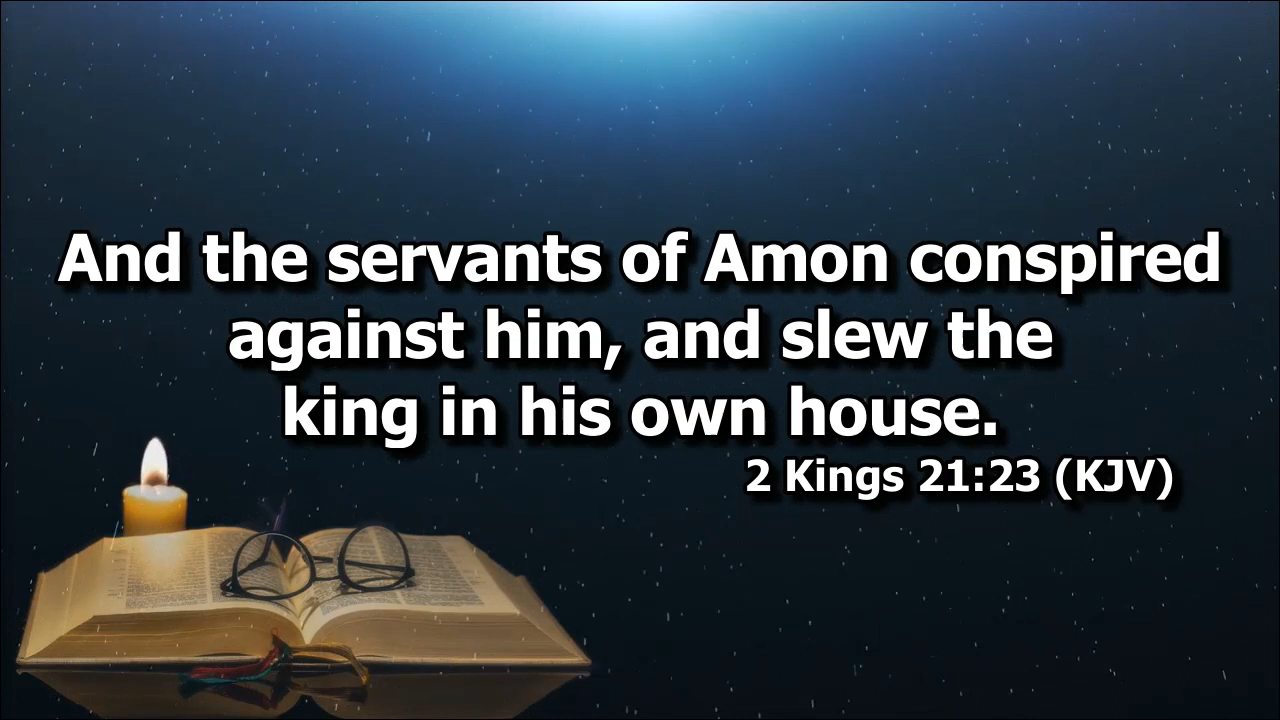 And the servants of Amon conspired
against him, and slew the
king in his own house.
2 Kings 21:23 (KJV)